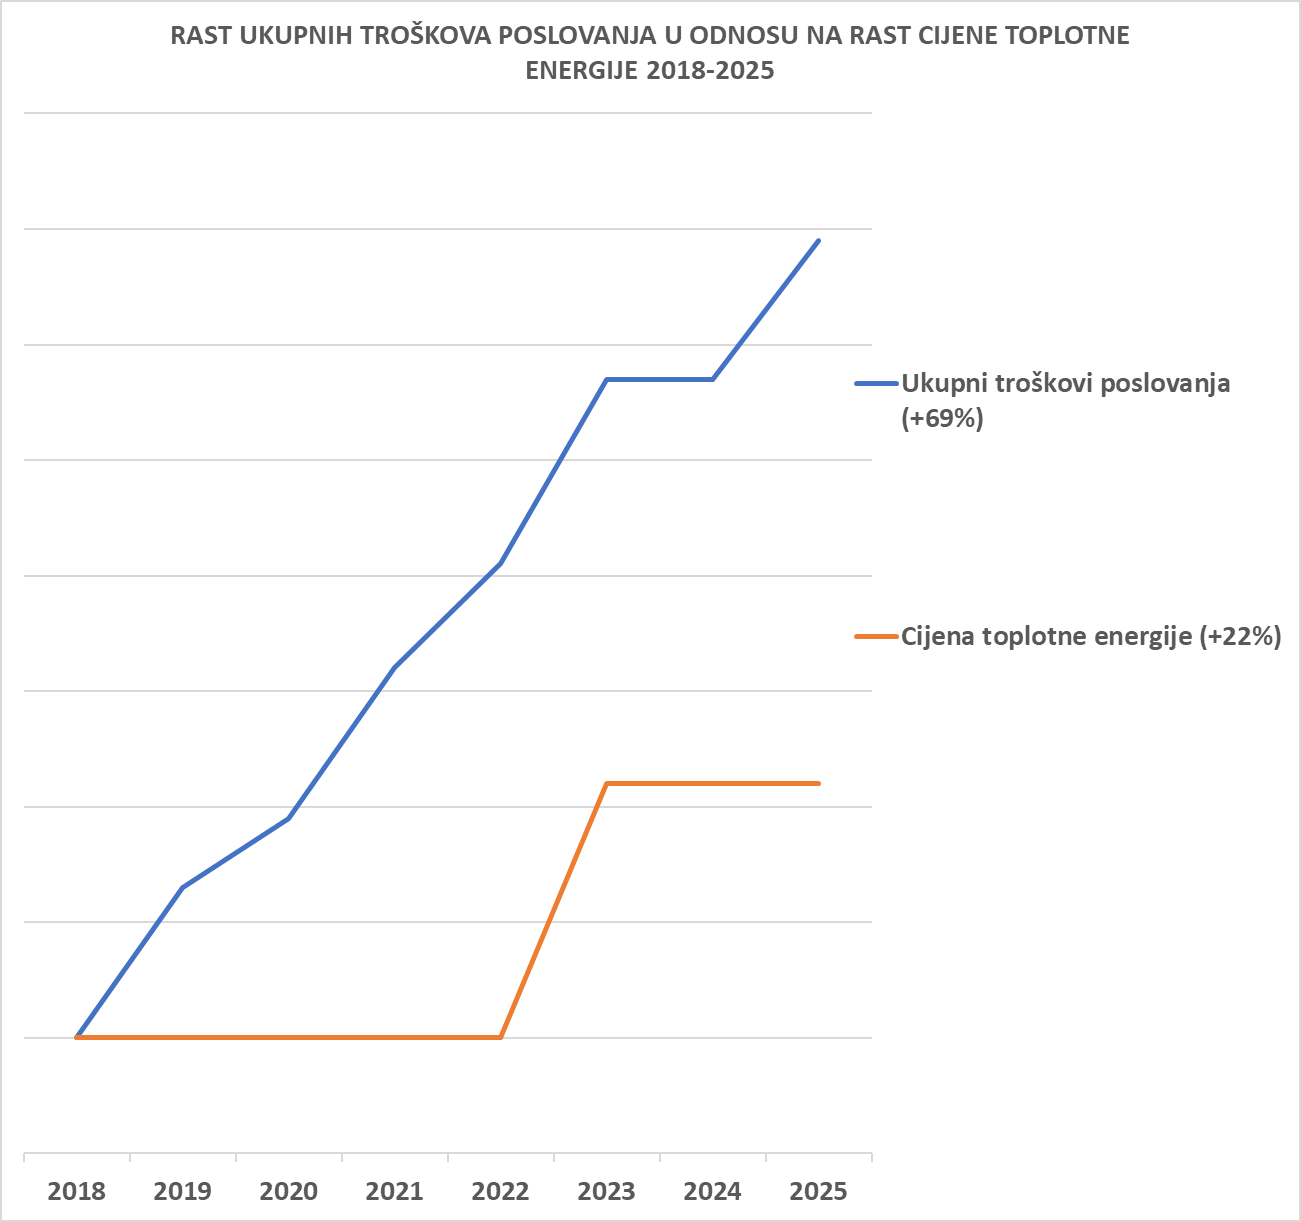 RAST UKUPNIH TROŠKOVA POSLOVANJA U ODNOSU NA RAST CIJENE TOPLOTNE
ENERGIJE 2018-2025
Ukupni troškovi poslovanja
(+69%)
Cijena toplotne energije (+22%)
2018 2019 2020 2021 2022 2023 2024 2025